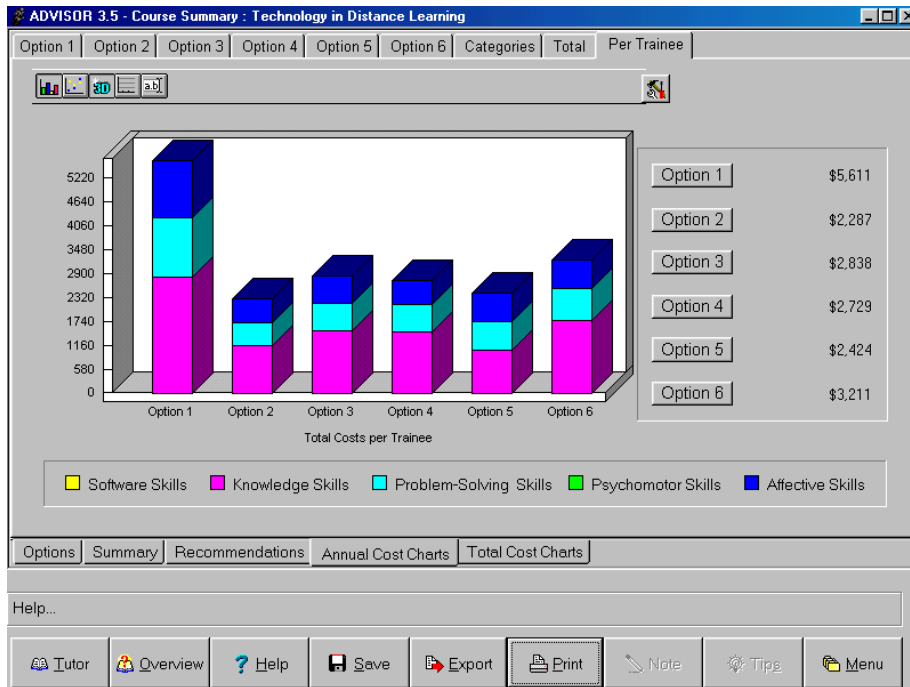 ADVISOR 3.5 - Course Summary : Technology in Distance Learning
Option 1 Option 2 Option 3 Option 4 Option 5 Option 6 Categories Total Per Trainee
3D a.b
5220
4640
4060
3480
2900
2320
1740
1160
580
0
Option 1 Option 2 Option 3 Option 4 Option 5 Option 6
Total Costs per Trainee
Option 1 $5,611
Option 2 $2,287
Option 3 $2,838
Option 4 $2,729
Option 5 $2,424
Option 6 $3,211
Software Skills Knowledge Skills Problem-Solving Skills Psychomotor Skills Affective Skills
Options Summary Recommendations Annual Cost Charts Total Cost Charts
Help...
Tutor Overview Help Save Export Print Note Tips Menu